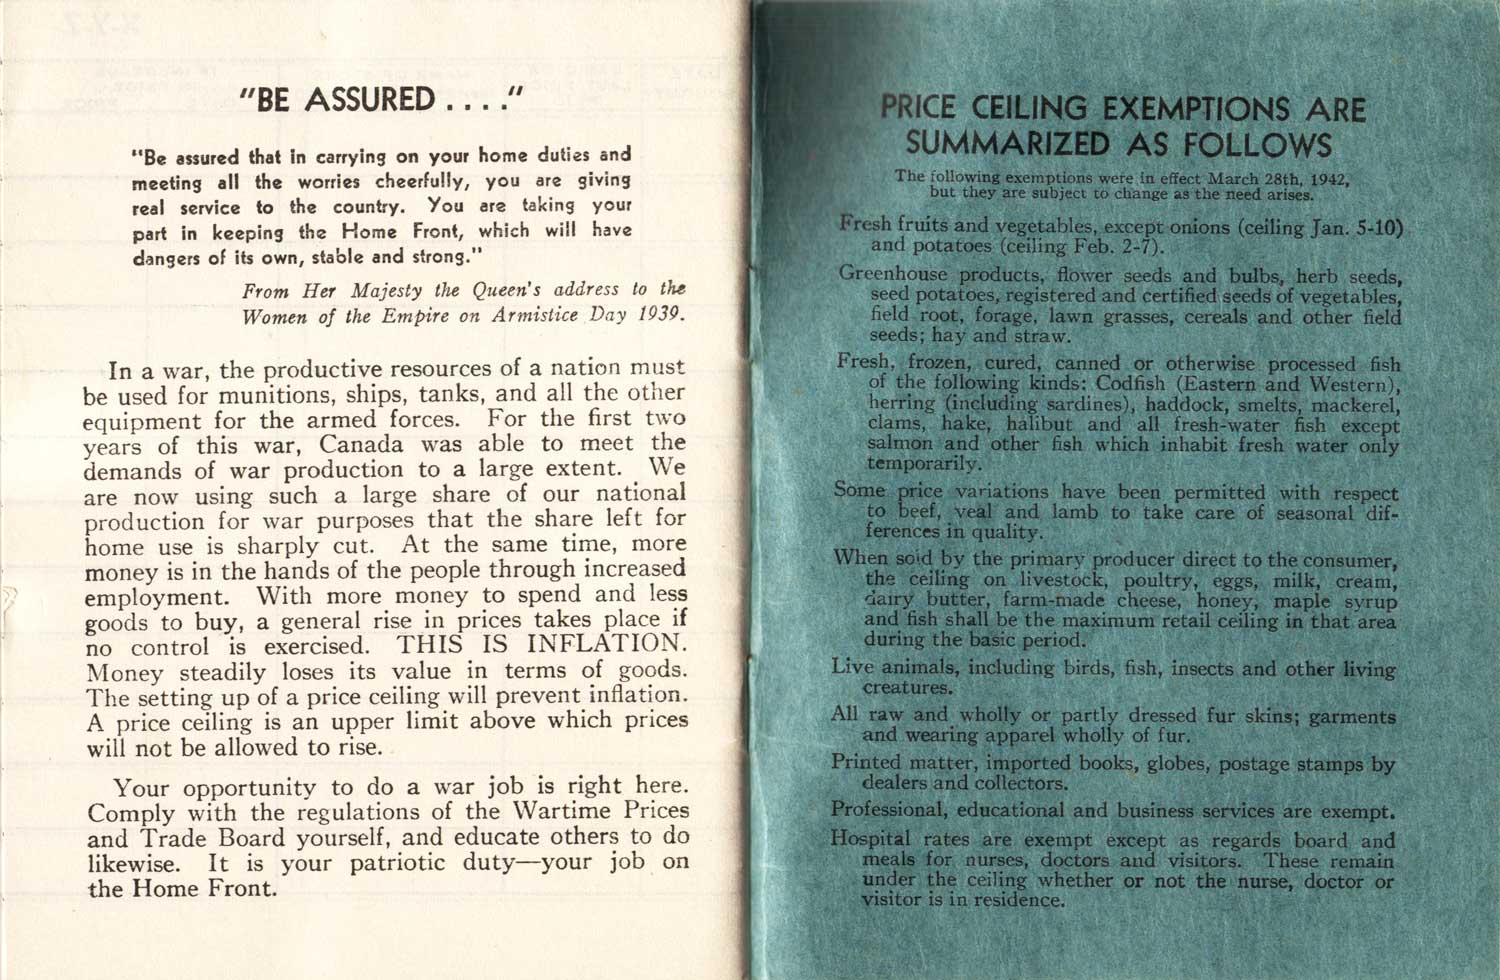 "BE ASSURED . . . ."
"Be assured that in carrying on your home duties and
meeting all the worries cheerfully, you are giving
real service to the country. You are taking your
part in keeping the Home Front, which will have
dangers of its own, stable and strong."
From Her Majesty the Queen's address to the
Women of the Empire on Armistice Day 1939.
In a war, the productive resources of a nation must
be used for munitions, ships, tanks, and all the other
equipment for the armed forces. For the first two
years of this war, Canada was able to meet the
demands of war production to a large extent. We
are now using such a large share of our national
production for war purposes that the share left for
home use is sharply cut. At the same time, more
money is in the hands of the people through increased
employment. With more money to spend and less
goods to buy, a general rise in prices takes place if
no control is exercised. THIS IS INFLATION.
Money steadily loses its value in terms of goods.
The setting up of a price ceiling will prevent inflation.
A price ceiling is an upper limit above which prices
will not be allowed to rise.
Your opportunity to do a war job is right here.
Comply with the regulations of the Wartime Prices
and Trade Board yourself, and educate others to do
likewise. It is your patriotic duty—your job on
the Home Front.
PRICE CEILING EXEMPTIONS ARE
SUMMARIZED AS FOLLOWS
The following exemptions were in effect March 28th, 1942,
but they are subject to change as the need arises.
Fresh fruits and vegetables, except onions (ceiling Jan. 5-10)
and potatoes (ceiling Feb. 2-7).
Greenhouse products, flower seeds and bulbs, herb seeds,
seed potatoes, registered and certified seeds of vegetables,
field root, forage, lawn grasses, cereals and other field
seeds; hay and straw.
Fresh, frozen, cured, canned or otherwise processed fish
of the following kinds: Codfish (Eastern and Western),
herring (including sardines), haddock, smelts, mackerel,
clams, hake, halibut and all fresh-water fish except
salmon and other fish which inhabit fresh water only
temporarily.
Some price variations have been permitted with respect
to beef, veal and lamb to take care of seasonal dif-
ferences in quality.
When sold by the primary producer direct to the consumer,
the ceiling on livestock, poultry, eggs, milk, cream,
dairy butter, farm-made cheese, honey, maple syrup
and fish shall be the maximum retail ceiling in that area
during the basic period.
Live animals, including birds, fish, insects and other living
creatures.
All raw and wholly or partly dressed fur skins; garments
and wearing apparel wholly of fur.
Printed matter, imported books, globes, postage stamps by
dealers and collectors.
Professional, educational and business services are exempt.
Hospital rates are exempt except as regards board and
meals for nurses, doctors and visitors. These remain
under the ceiling whether or not the nurse, doctor or
visitor is in residence.